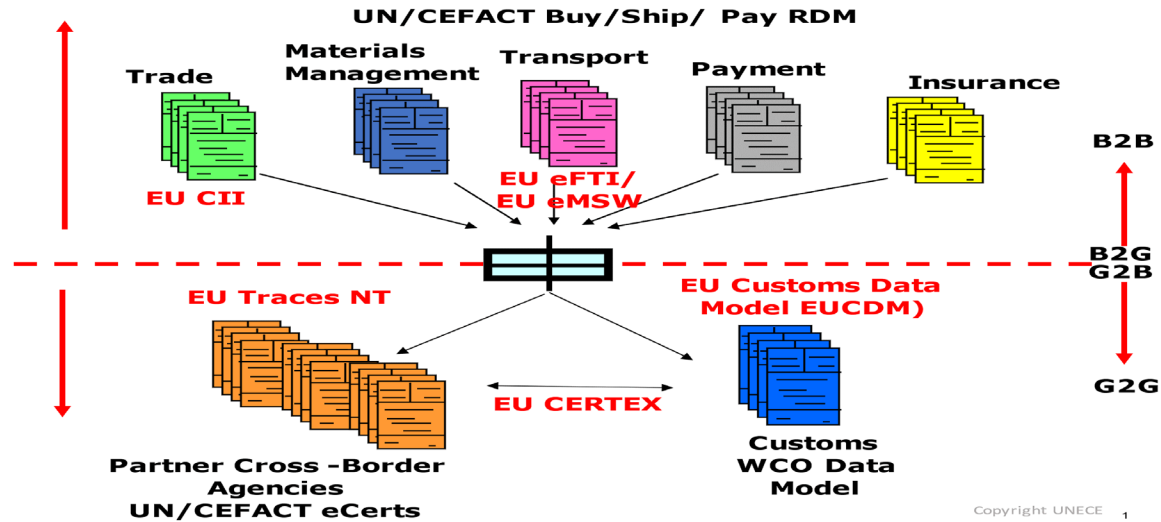 UN/CEFACT Buy/Ship/ Pay RDM
Trade
Materials
Management
Transport
Payment
Insurance
EU CII
EU eFTI/
EU eMSW
B2B
B2G
G2B
G2G
EU Traces NT
EU Customs Data
Model EUCDM)
EU CERTEX
Partner Cross -Border
Agencies
UN/CEFACT eCerts
Customs
WCO Data
Model
Copyright UNECE
1